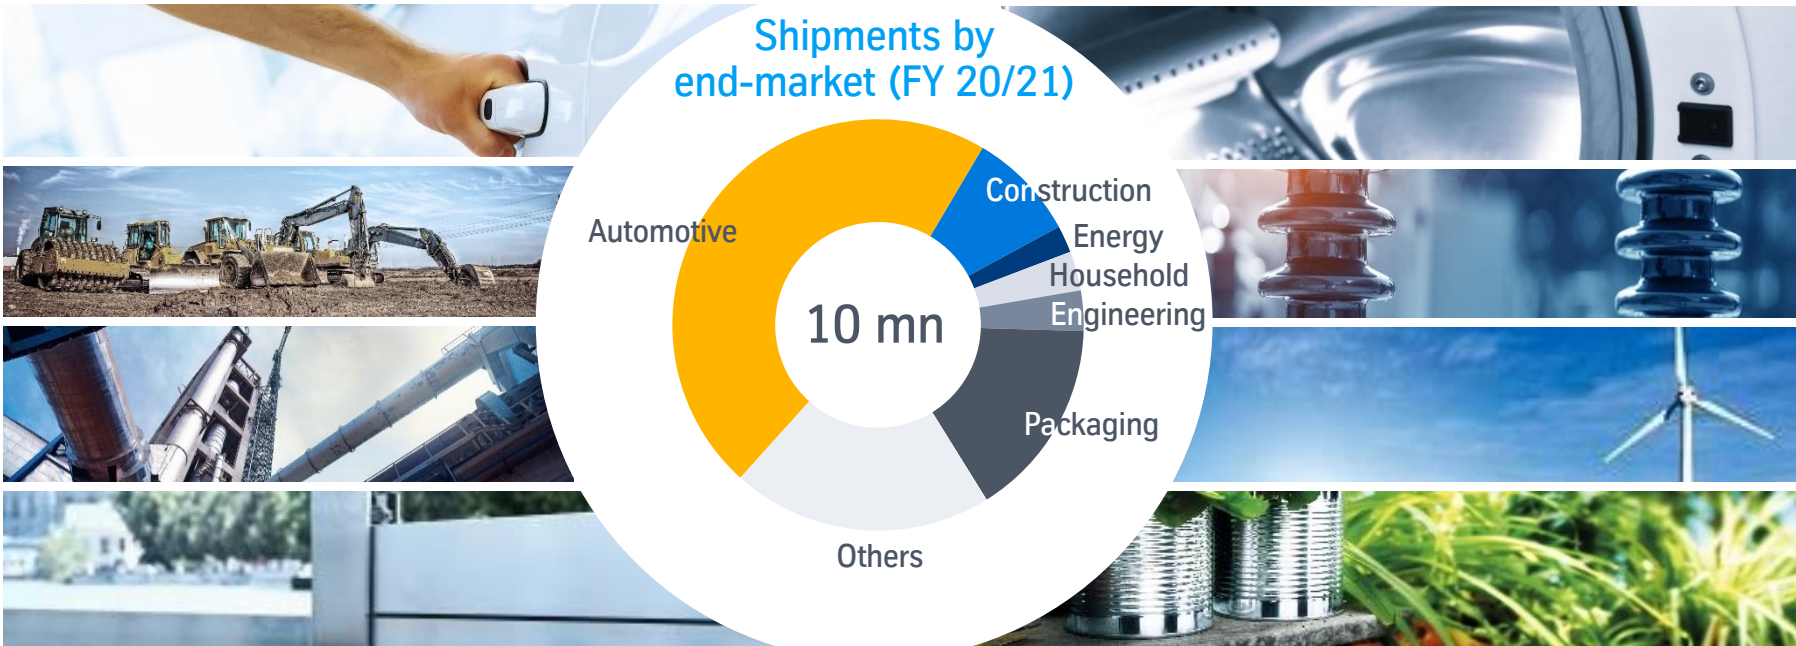 Shipments by
end-market (FY 20/21)
Construction
Automotive
Energy
Household
Engineering
10 mn
Packaging
Others